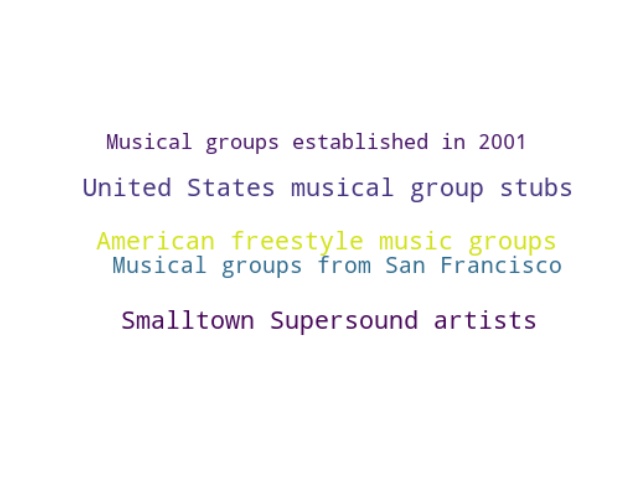 Musical groups established in 2001
United States musical group stubs
American freestyle music groups
Musical groups from San Francisco
Smalltown Supersound artists